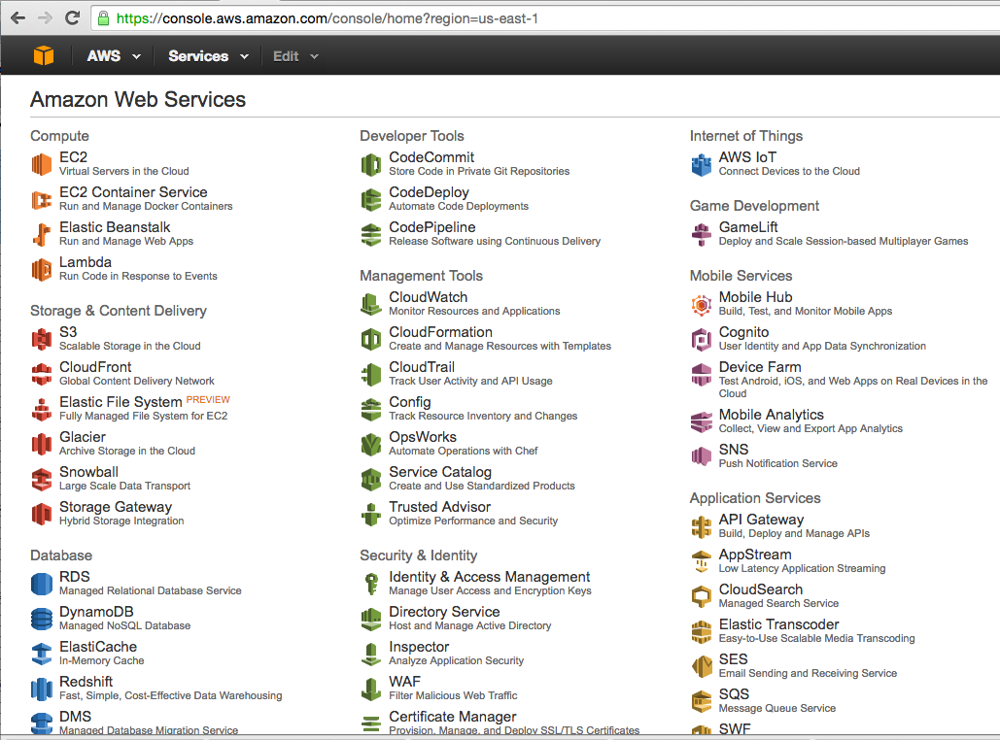 https://console.aws.amazon.com/console/home?region=us-east-1
AWS Services Edit
Amazon Web Services
Compute
EC2
Virtual Servers in the Cloud
EC2 Container Service
Run and Manage Docker Containers
Elastic Beanstalk
Run and Manage Web Apps
Lambda
Run Code in Response to Events
Storage & Content Delivery
S3
Scalable Storage in the Cloud
CloudFront
Global Content Delivery Network
Elastic File System PREVIEW
Fully Managed File System for EC2
Glacier
Archive Storage in the Cloud
Snowball
Large Scale Data Transport
Storage Gateway
Hybrid Storage Integration
Database
RDS
Managed Relational Database Service
DynamoDB
Managed NoSQL Database
ElastiCache
In-Memory Cache
Redshift
Fast, Simple, Cost-Effective Data Warehousing
DMS
Managed Database Migration Service
Developer Tools
CodeCommit
Store Code in Private Git Repositories
CodeDeploy
Automate Code Deployments
CodePipeline
Release Software using Continuous Delivery
Management Tools
CloudWatch
Monitor Resources and Applications
CloudFormation
Create and Manage Resources with Templates
CloudTrail
Track User Activity and API Usage
Config
Track Resource Inventory and Changes
OpsWorks
Automate Operations with Chef
Service Catalog
Create and Use Standardized Products
Trusted Advisor
Optimize Performance and Security
Security & Identity
Identity & Access Management
Manage User Access and Encryption Keys
Directory Service
Host and Manage Active Directory
Inspector
Analyze Application Security
WAF
Filter Malicious Web Traffic
Certificate Manager
Provision, Manage, and Deploy SSL/TLS Certificates
Internet of Things
AWS IoT
Connect Devices to the Cloud
Game Development
GameLift
Deploy and Scale Session-based Multiplayer Games
Mobile Services
Mobile Hub
Build, Test, and Monitor Mobile Apps
Cognito
User Identity and App Data Synchronization
Device Farm
Test Android, iOS, and Web Apps on Real Devices in the
Cloud
Mobile Analytics
Collect, View and Export App Analytics
SNS
Push Notification Service
Application Services
API Gateway
Build, Deploy and Manage APIs
AppStream
Low Latency Application Streaming
CloudSearch
Managed Search Service
Elastic Transcoder
Easy-to-Use Scalable Media Transcoding
SES
Email Sending and Receiving Service
SQS
Message Queue Service
SWF